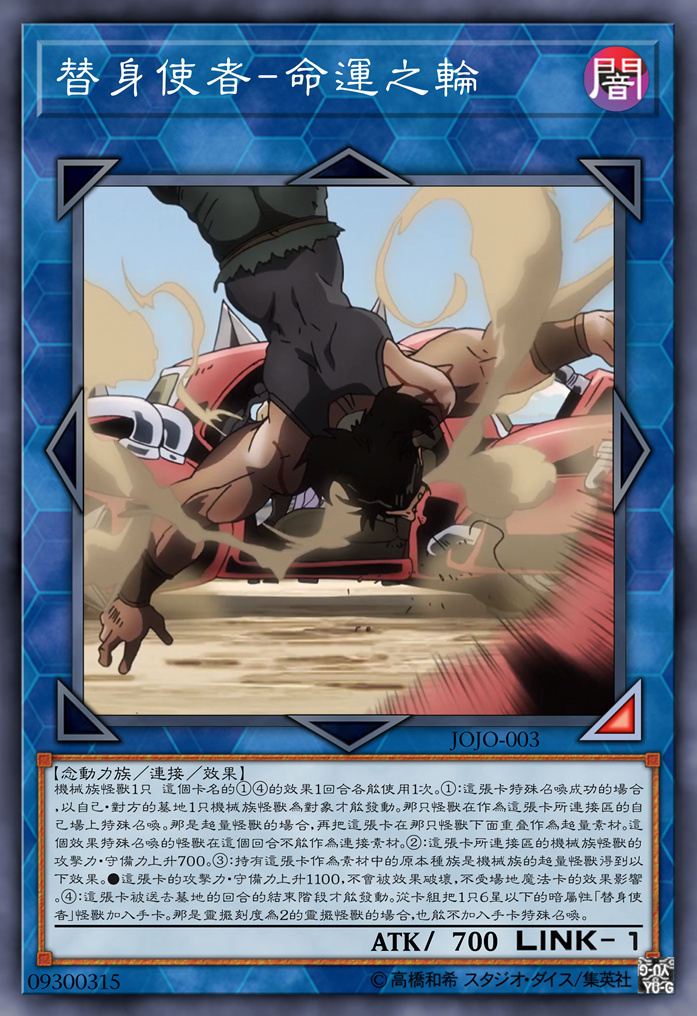 替身使者-命運之輪
闇
JOJO-003
【念動力族／連接／效果】
機械族怪獸1只 這個卡名的①④的效果1回合各能使用1次。①:這張卡特殊召喚成功的場合
,以自己·對方的墓地1只機械族怪獸為對象才能發動。那只怪獸在作為這張卡所連接區的自
己場上特殊召喚。那是超量怪獸的場合,再把這張卡在那只怪獸下面重疊作為超量素材。這
個效果特殊召喚的怪獸在這個回合不能作為連接素材。②:這張卡所連接區的機械族怪獸的
攻擊力·守備力上升700。③:持有這張卡作為素材中的原本種族是機械族的超量怪獸得到以
下效果。●這張卡的攻擊力·守備力上升1100,不會被效果破壞,不受場地魔法卡的效果影響
。④:這張卡被送去墓地的回合的結束階段才能發動。從卡組把1只6星以下的暗屬性「替身使
者」怪獸加入手卡。那是靈擺刻度為2的靈擺怪獸的場合,也能不加入手卡特殊召喚。
ATK/ 700 LINK-1
09300315
©高橋和希 スタジオ・ダイス/集英社